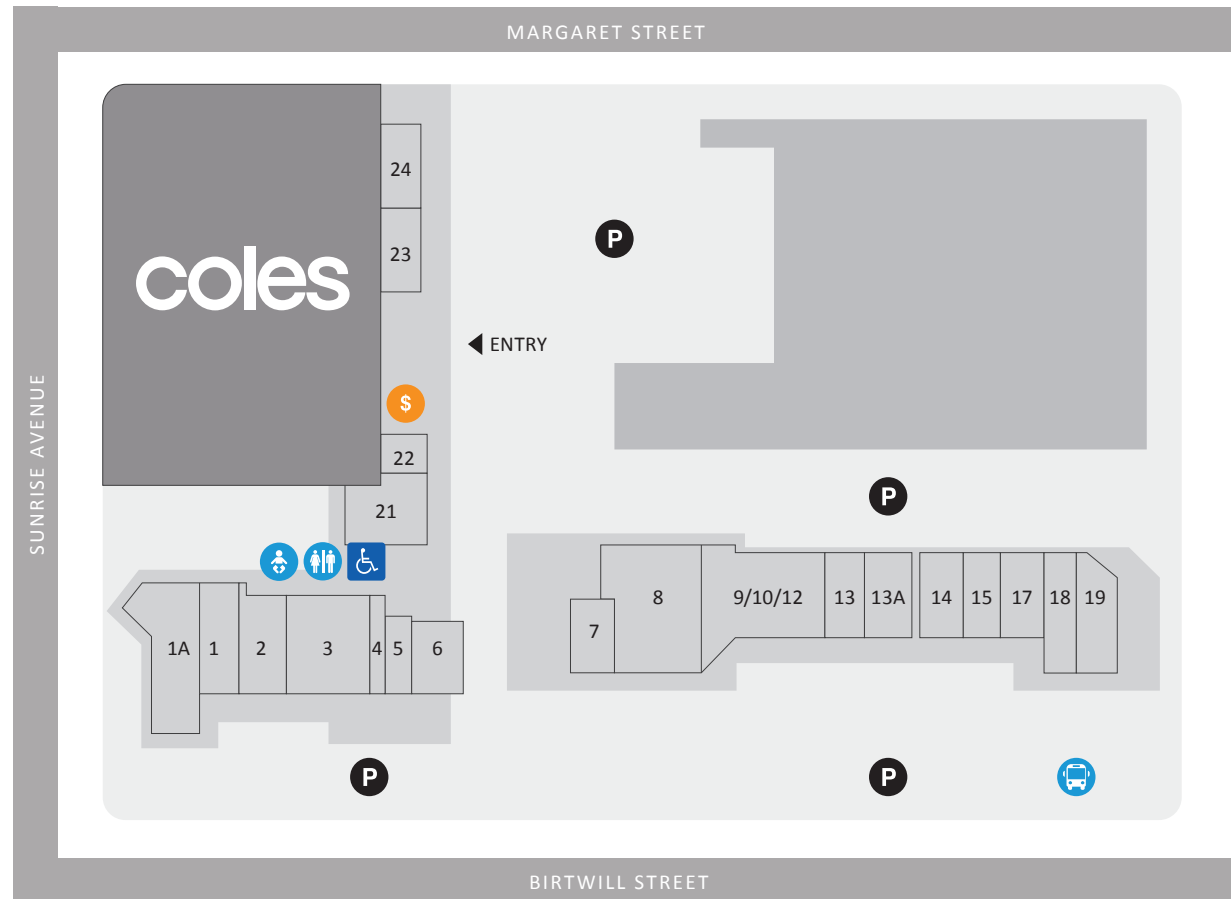 MARGARET STREET
24
coles
P
23
ENTRY
SUNRISE AVENUE
$
22
P
21
8
9/10/12
13
13A
14
15
17
18
19
7
1A
1
2
3
4
5
6
P
P
BIRTWILL STREET